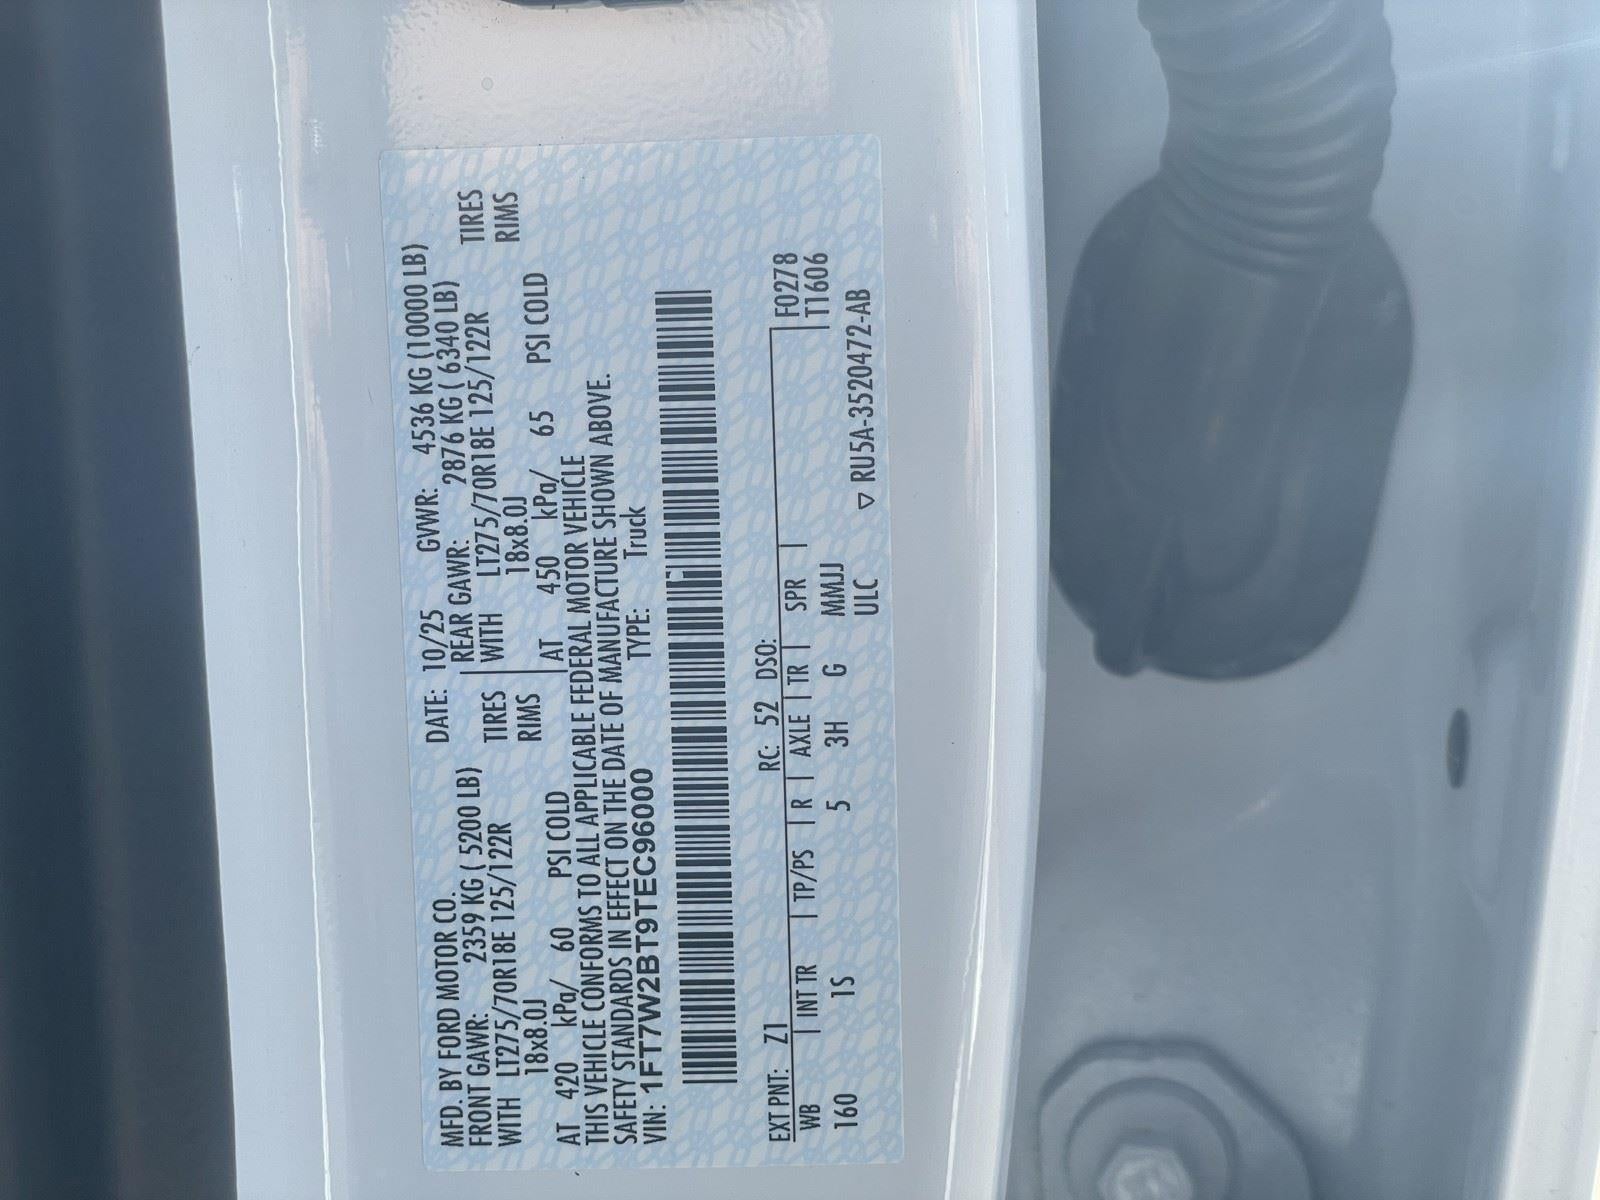 MFD. BY FORD MOTOR CO.
DATE: 10/25 GVWR: 4536 KG (10000 LB)
FRONT GAWR: 2359 KG ( 5200 LB) REAR GAWR: 2876 KG ( 6340 LB)
WITH LT275/70R18E 125/122R TIRES WITH LT275/70R18E 125/122R TIRES
18x8.0J RIMS 18x8.0J RIMS
AT 420 kPa/ 60 PSI COLD AT 450 kPa/ 65 PSI COLD
THIS VEHICLE CONFORMS TO ALL APPLICABLE FEDERAL MOTOR VEHICLE
SAFETY STANDARDS IN EFFECT ON THE DATE OF MANUFACTURE SHOWN ABOVE.
VIN: 1FT7W2BT9TEC96000 TYPE: Truck
EXT PNT: Z1 RC: 52 DSO: F0278
WB | INT TR | TP/PS | R | AXLE | TR | SPR | T1606
160 1S 5 3H G MMJJ
ULC ▽ RU5A-3520472-AB